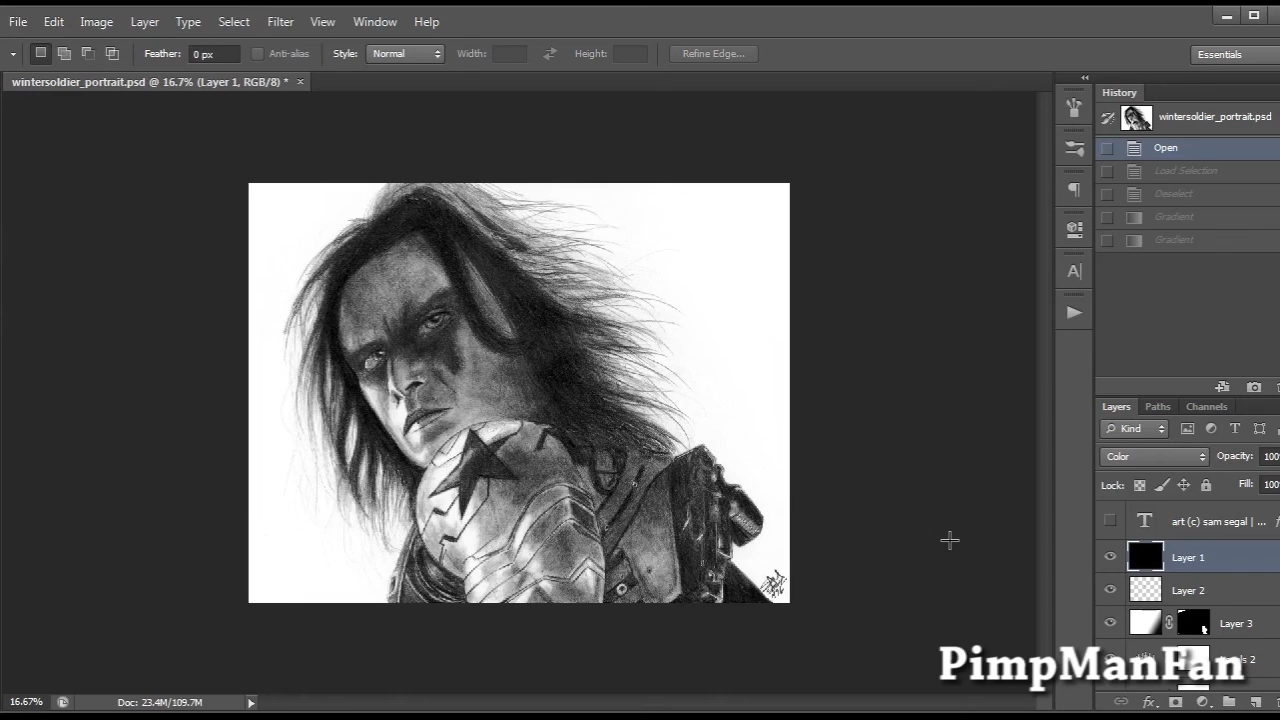 File Edit Image Layer Type Select Filter View Window Help
Feather: 0 px Anti-alias Style: Normal Width: Height: Refine Edge... Essentials
wintersoldier_portrait.psd @ 16.7% (Layer 1, RGB/8) * ×
History
wintersoldier_portrait.psd
Open
Load Selection
Deselect
Gradient
Gradient
Layers Paths Channels
Kind
Color Opacity: 100
Lock: Fill: 100
art (c) sam segal | ...
Layer 1
Layer 2
Layer 3
PimpManFan
16.67% Doc: 23.4M/109.7M